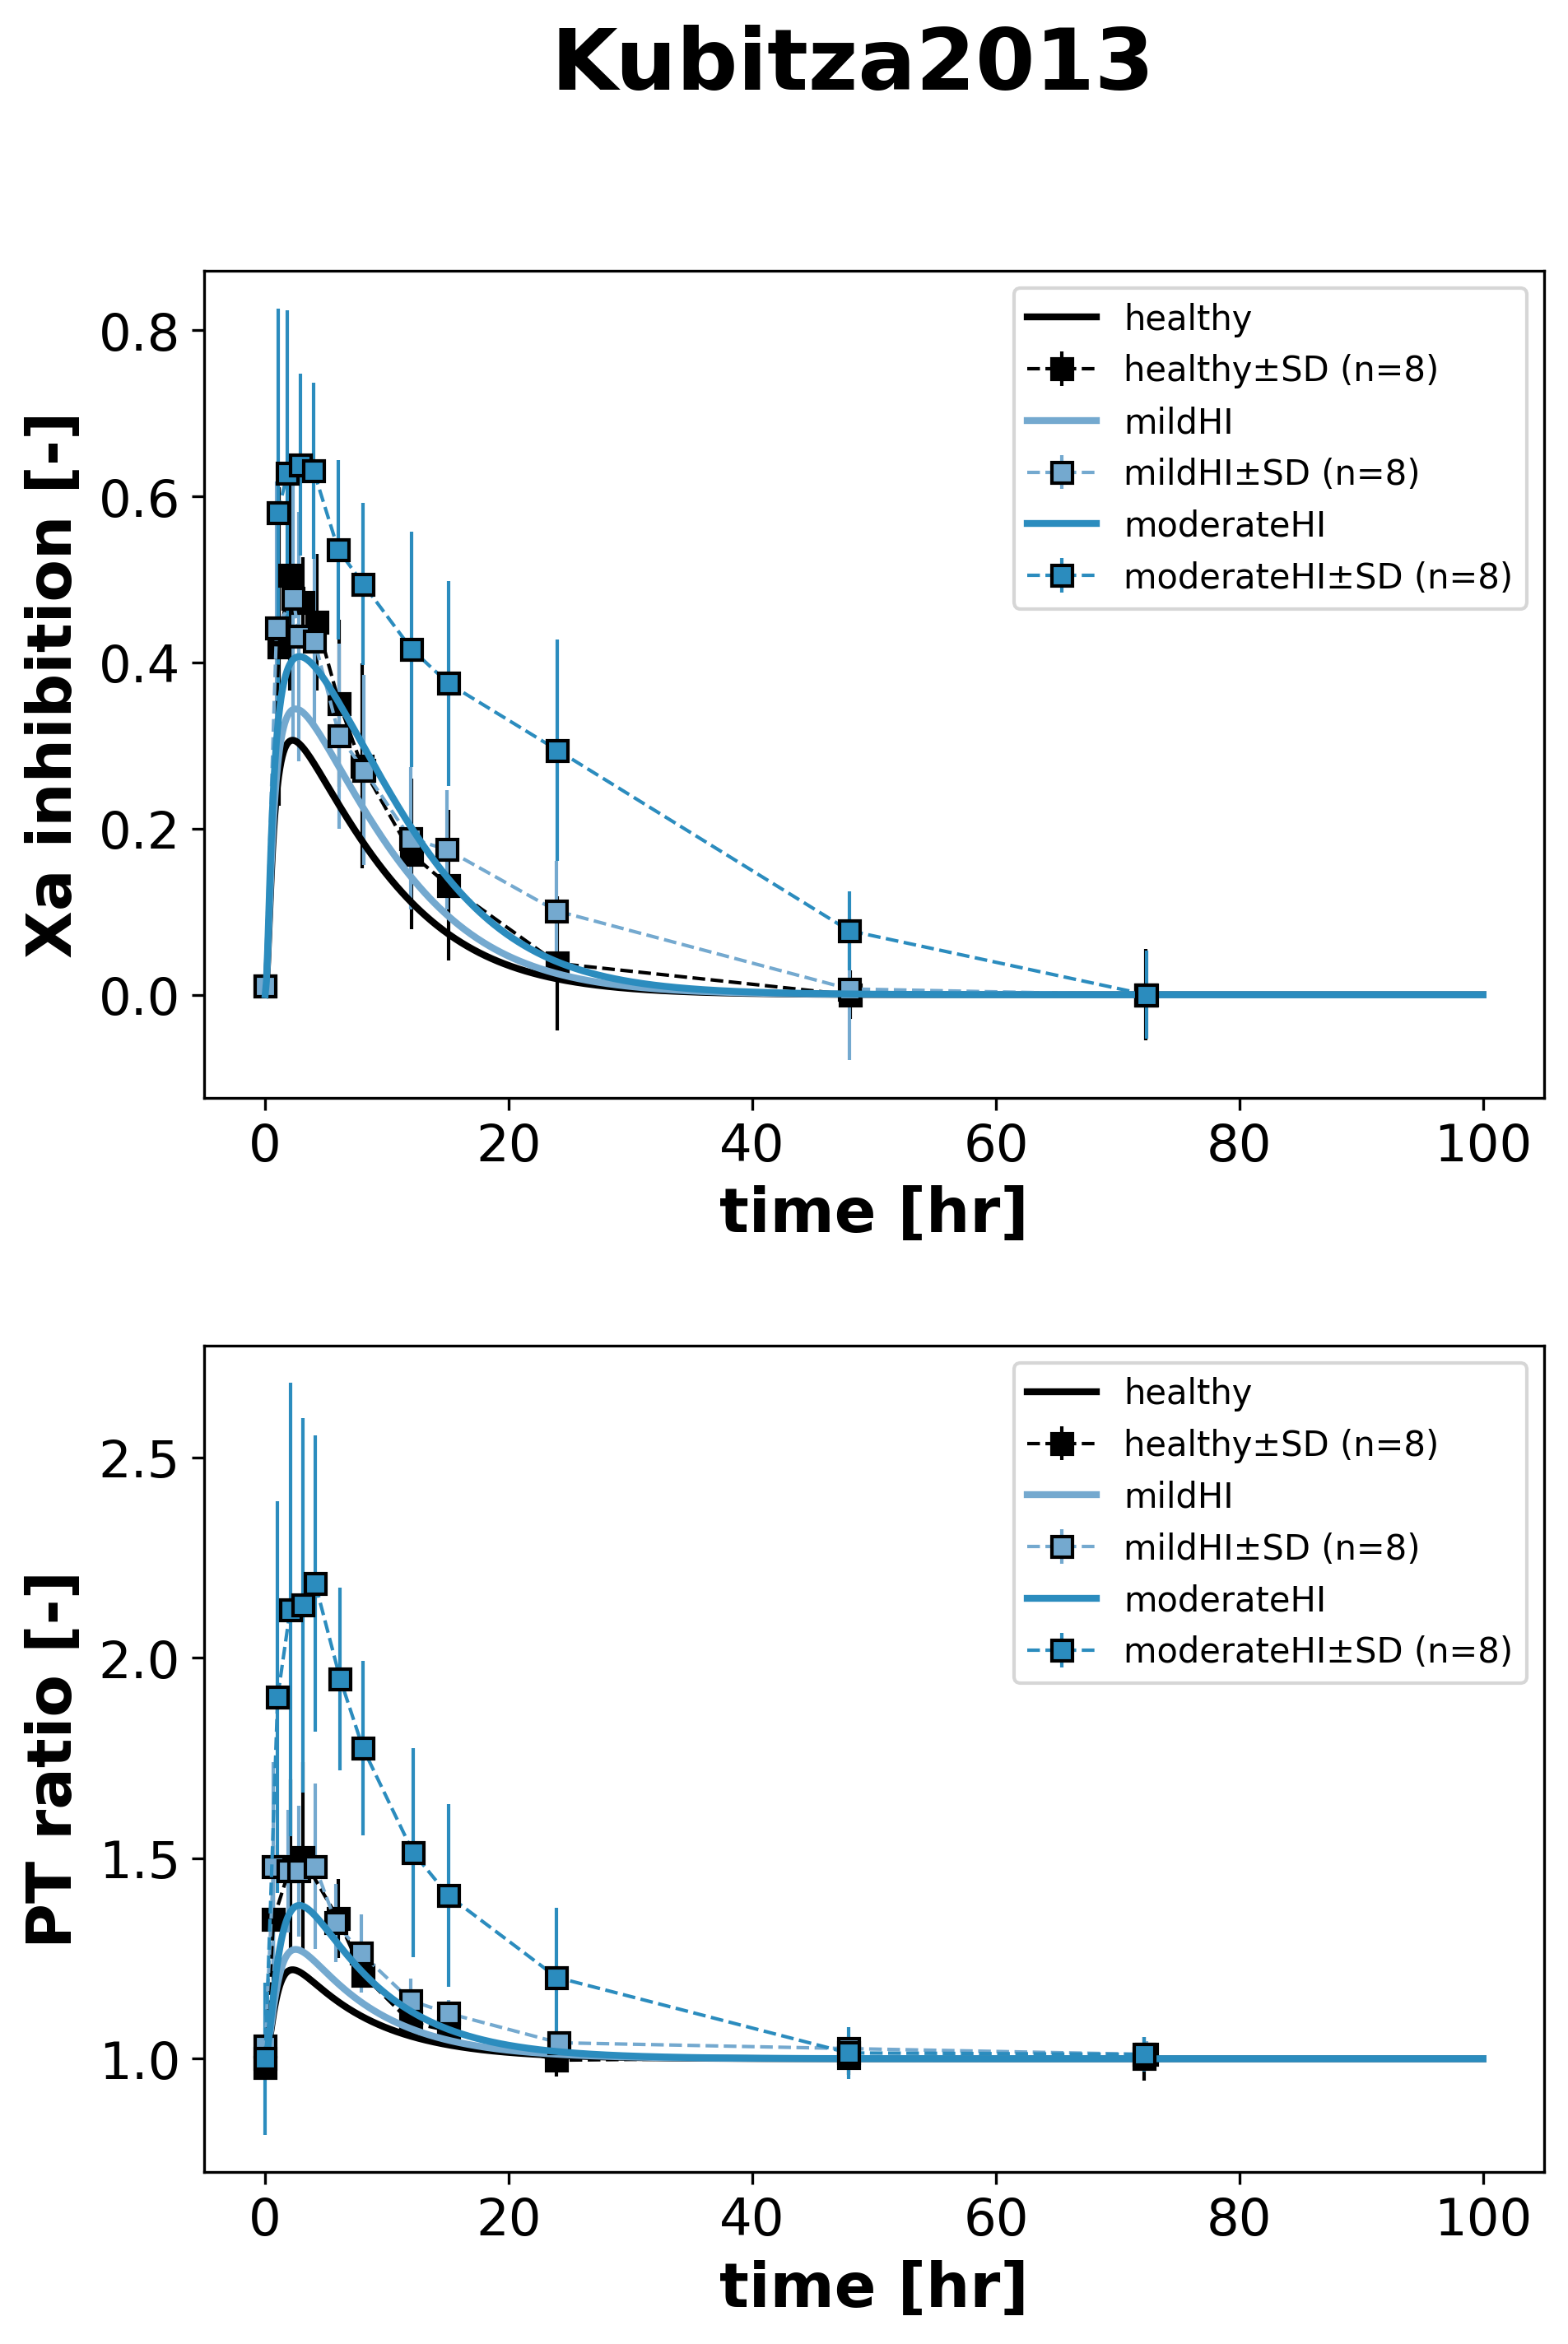 Kubitza2013
Xa inhibition [-]
0.8
0.6
0.4
0.2
0.0
healthy
healthy±SD (n=8)
mildHI
mildHI±SD (n=8)
moderateHI
moderateHI±SD (n=8)
0 20 40 60 80 100
time [hr]
PT ratio [-]
2.5
2.0
1.5
1.0
healthy
healthy±SD (n=8)
mildHI
mildHI±SD (n=8)
moderateHI
moderateHI±SD (n=8)
0 20 40 60 80 100
time [hr]